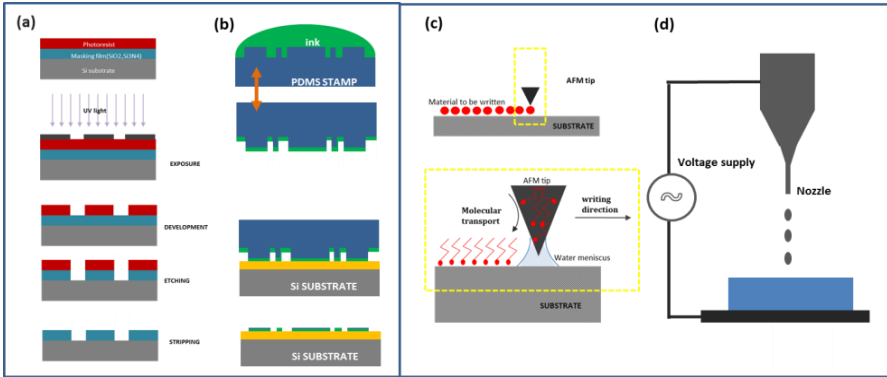 (a)
Photoresist
Masking film(SiO2,Si3N4)
Si substrate
UV light
EXPOSURE
DEVELOPMENT
ETCHING
STRIPPING
(b)
ink
PDMS STAMP
Si SUBSTRATE
Si SUBSTRATE
(c)
AFM tip
Material to be written
SUBSTRATE
AFM tip
Molecular
transport
writing
direction
Water meniscus
SUBSTRATE
(d)
Voltage supply
Nozzle